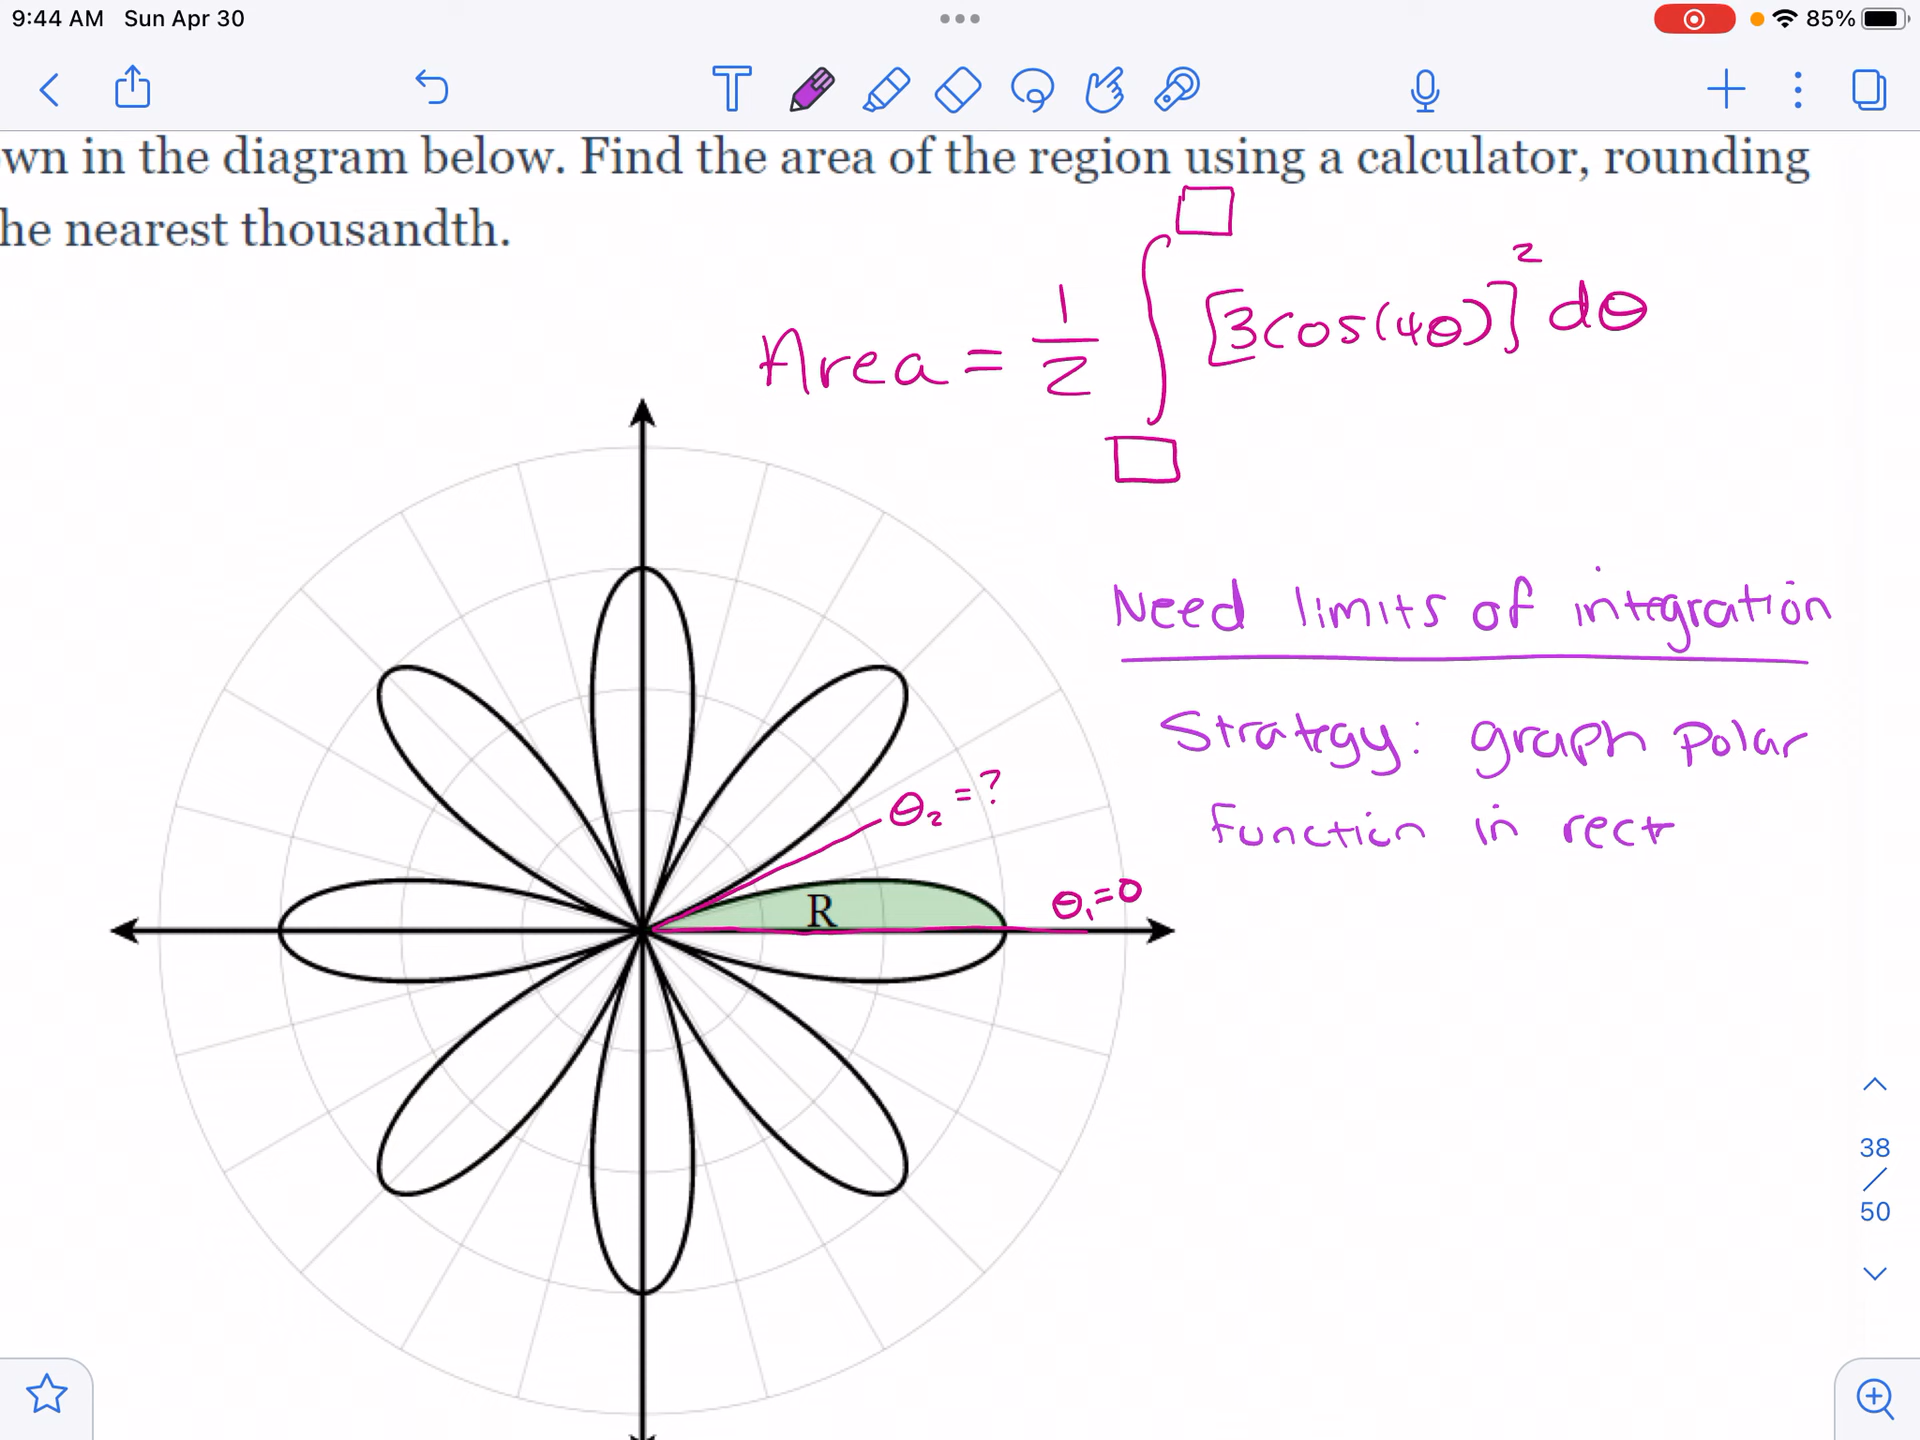 9:44 AM Sun Apr 30
85%
wn in the diagram below. Find the area of the region using a calculator, rounding
he nearest thousandth.
Area = 1/2 ∫ [3cos(4θ)]² dθ
Need limits of integration
Strategy: graph polar
function in rect
θ₂ = ?
θ₁=0
R
38
/
50